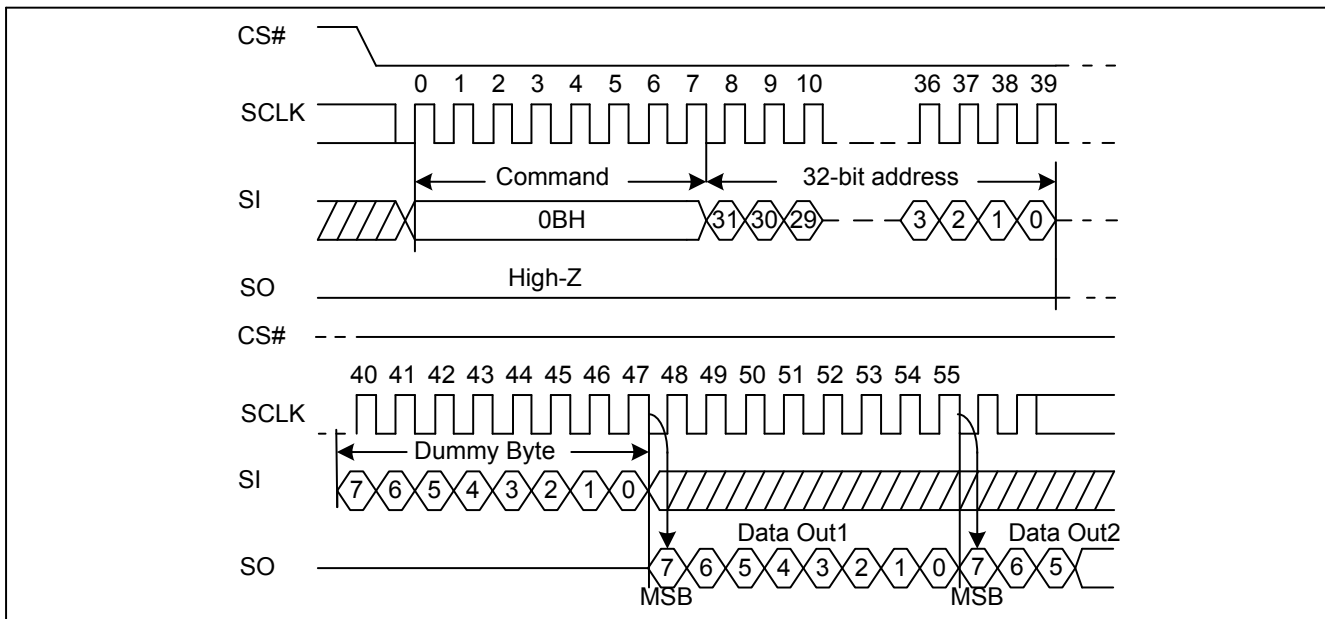 CS#
0 1 2 3 4 5 6 7 8 9 10 36 37 38 39
SCLK
Command 32-bit address
SI
0BH 31 30 29 3 2 1 0
High-Z
SO
CS#
40 41 42 43 44 45 46 47 48 49 50 51 52 53 54 55
SCLK
Dummy Byte
SI
7 6 5 4 3 2 1 0
Data Out1 Data Out2
SO
7 6 5 4 3 2 1 0 7 6 5
MSB MSB